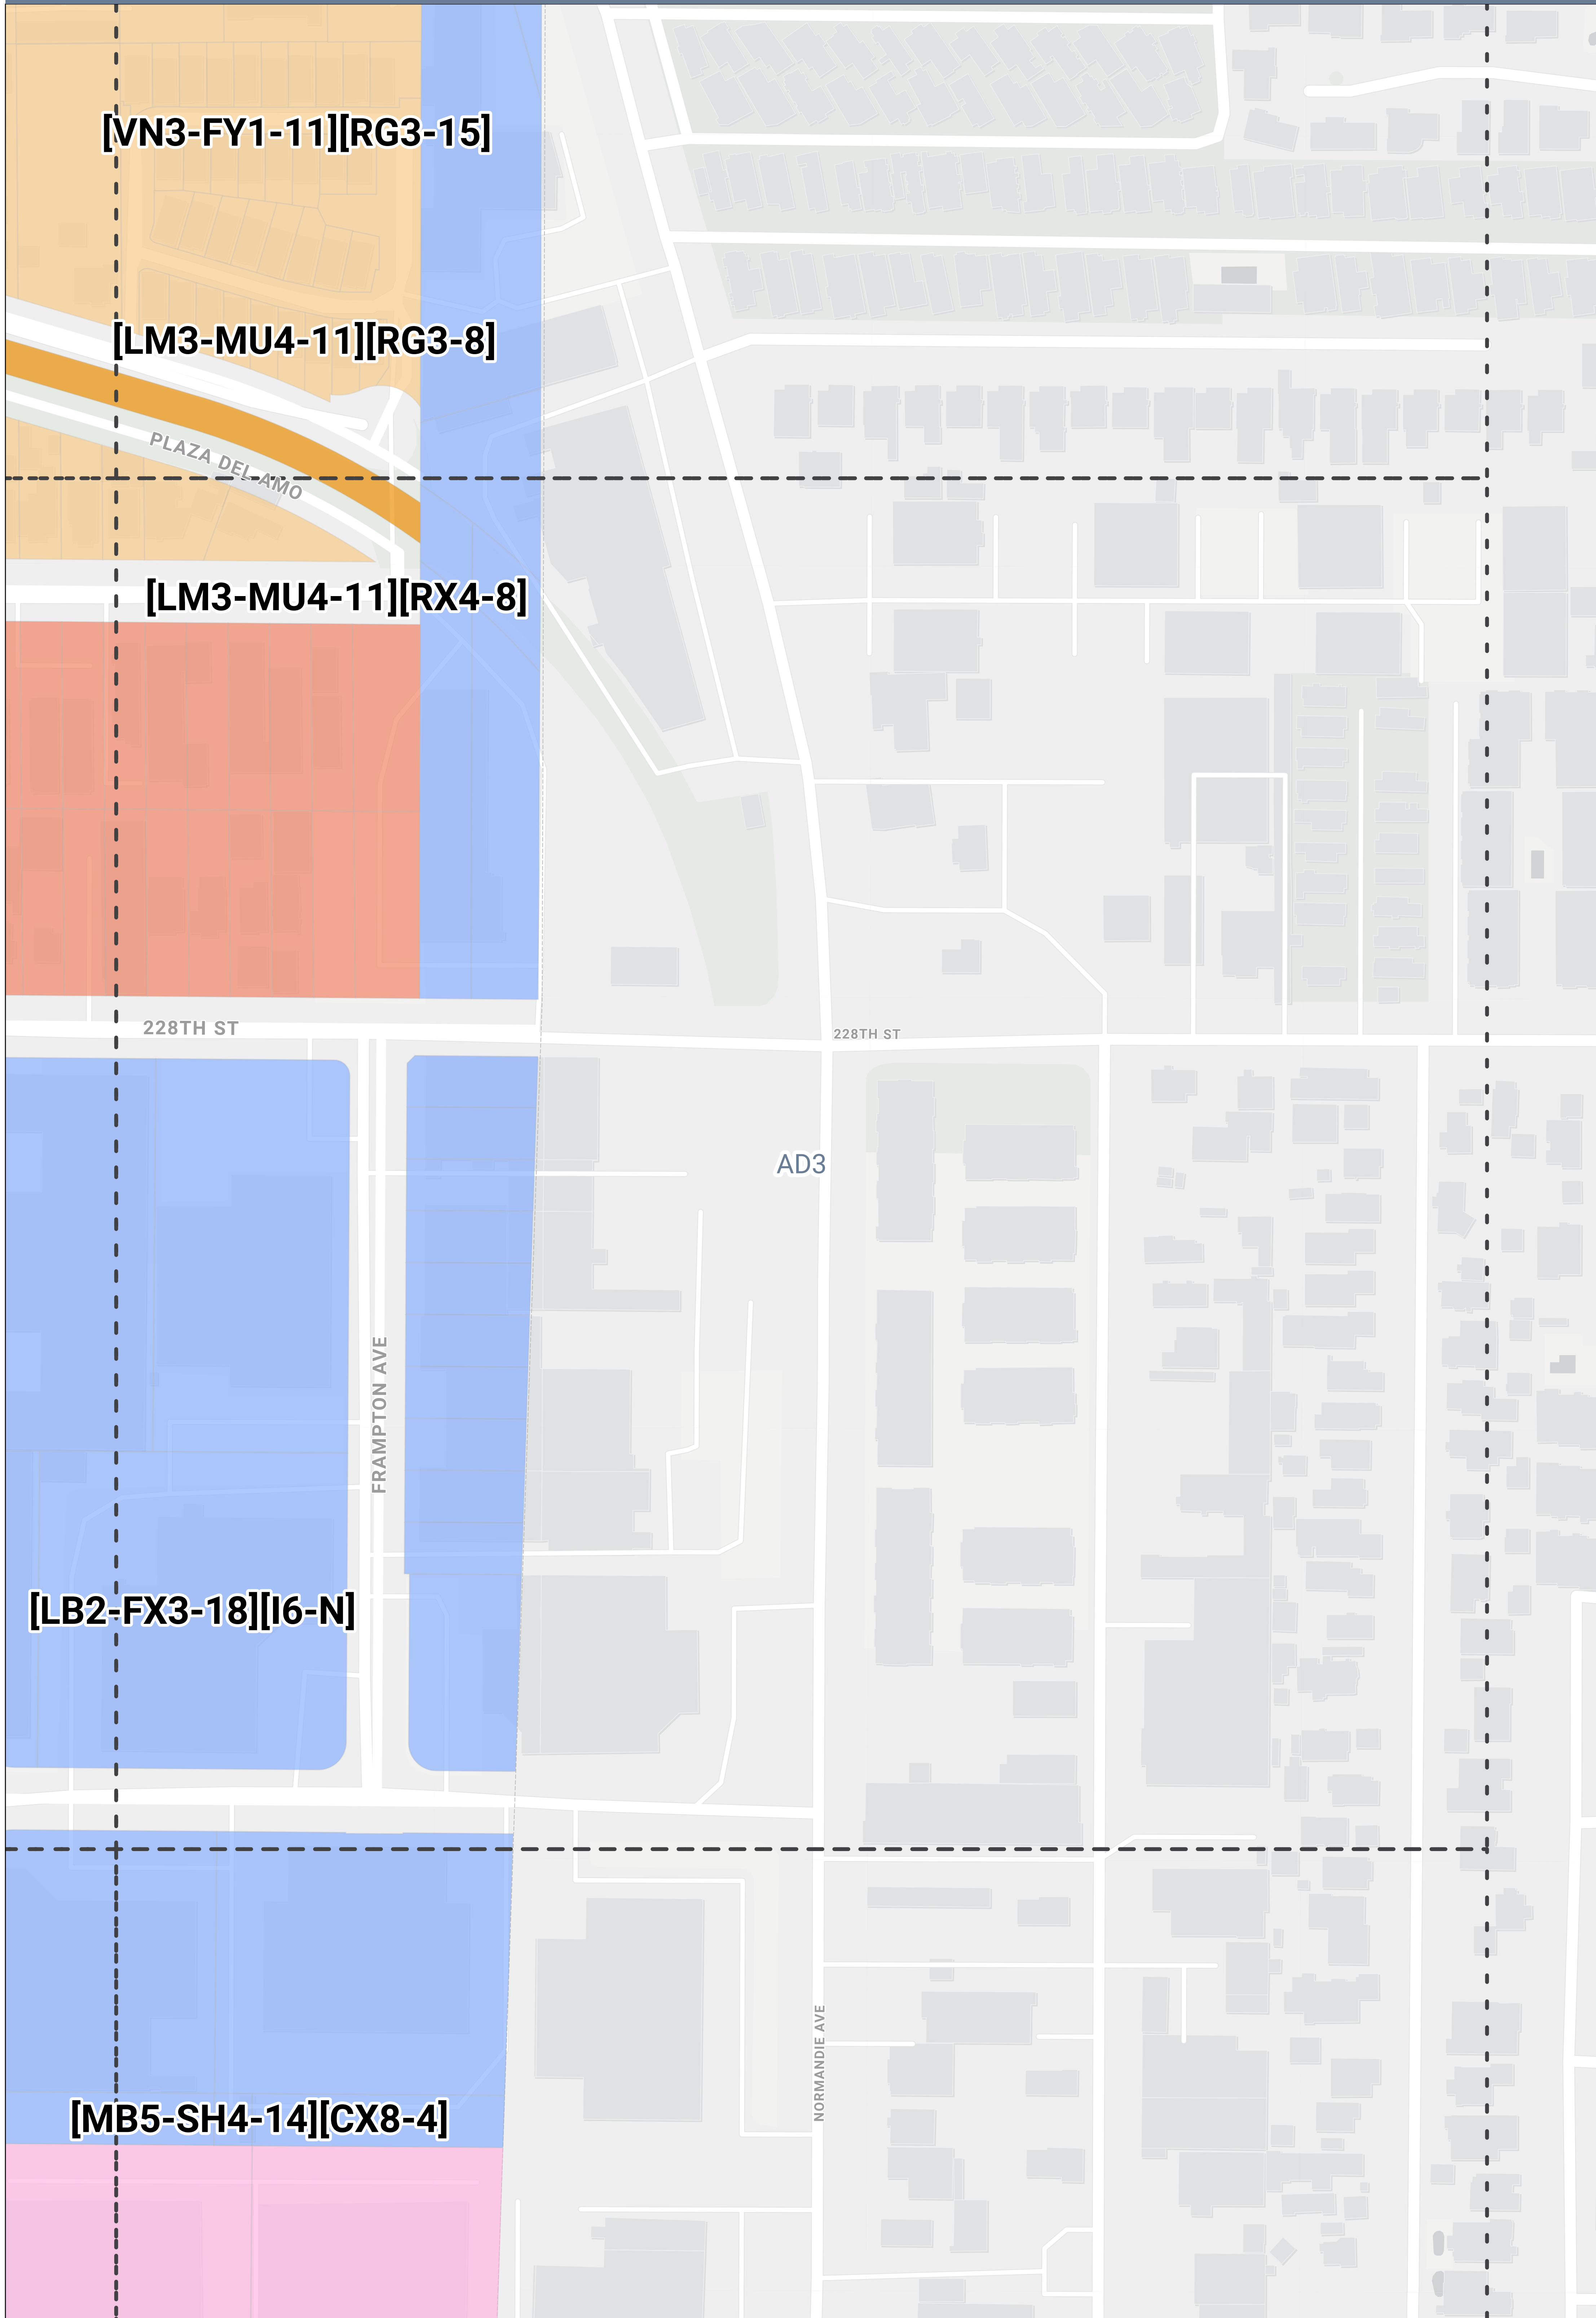 [VN3-FY1-11][RG3-15]
[LM3-MU4-11][RG3-8]
PLAZA DEL AMO
[LM3-MU4-11][RX4-8]
228TH ST
228TH ST
AD3
FRAMPTON AVE
[LB2-FX3-18][I6-N]
NORMANDIE AVE
[MB5-SH4-14][CX8-4]